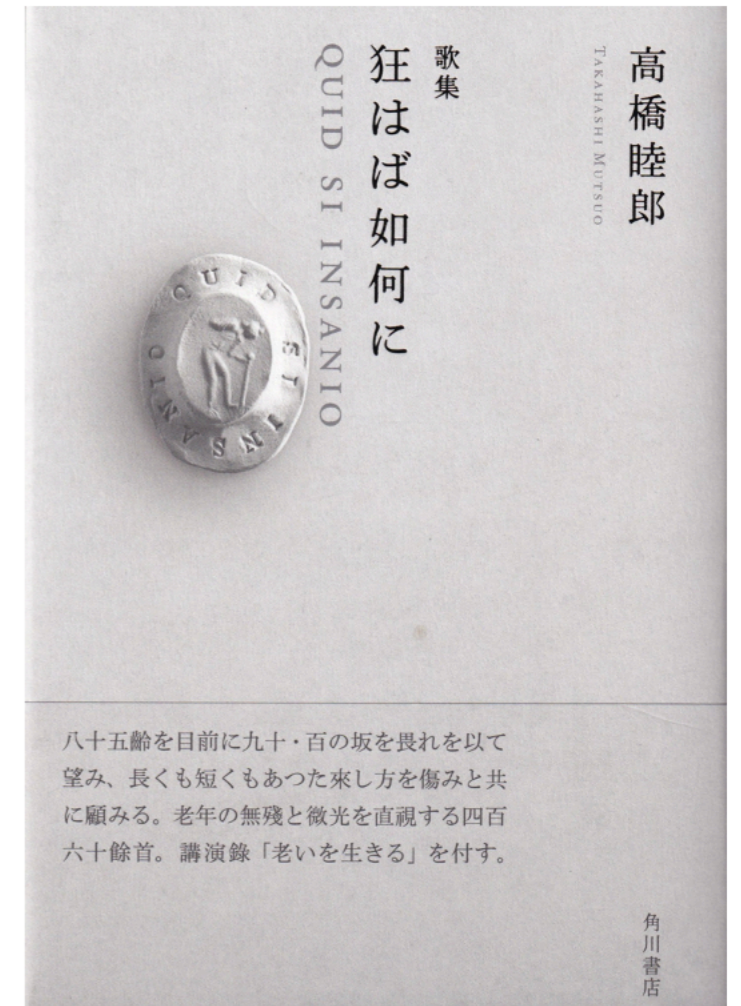 高橋睦郎
TAKAHASHI MUTSUO
歌集
狂はば如何に
QUID SI INSANIO
QUID SI INSANIO
八十五齡を目前に九十・百の坂を畏れを以て
望み、長くも短くもあつた來し方を傷みと共
に顧みる。老年の無殘と微光を直視する四百
六十餘首。講演錄「老いを生きる」を付す。
角川書店